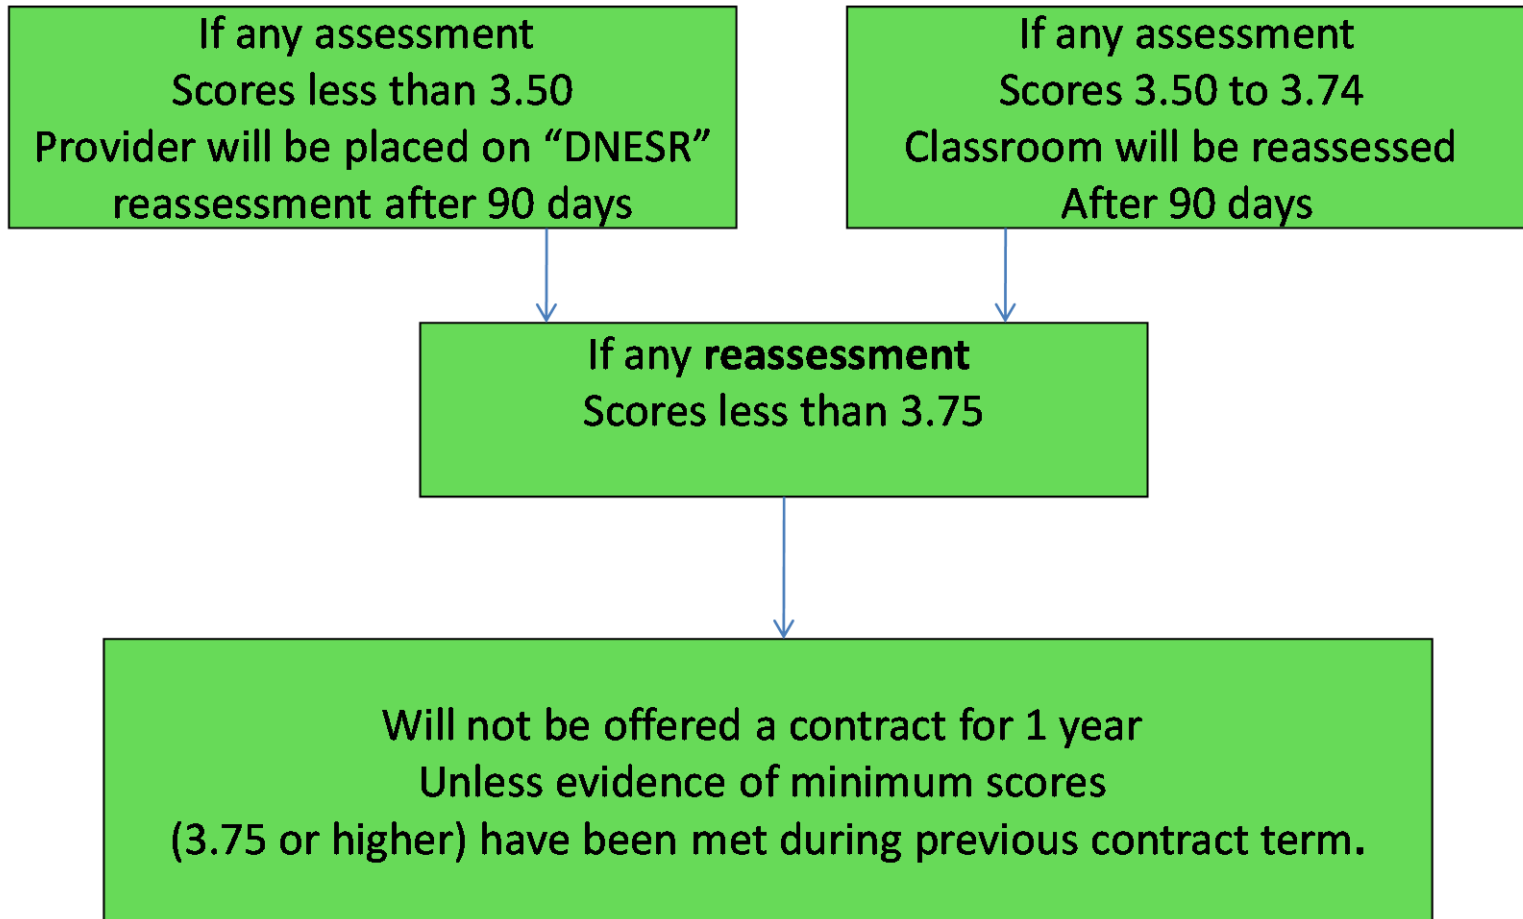 If any assessment
Scores less than 3.50
Provider will be placed on “DNESR”
reassessment after 90 days
If any assessment
Scores 3.50 to 3.74
Classroom will be reassessed
After 90 days
If any reassessment
Scores less than 3.75
Will not be offered a contract for 1 year
Unless evidence of minimum scores
(3.75 or higher) have been met during previous contract term.